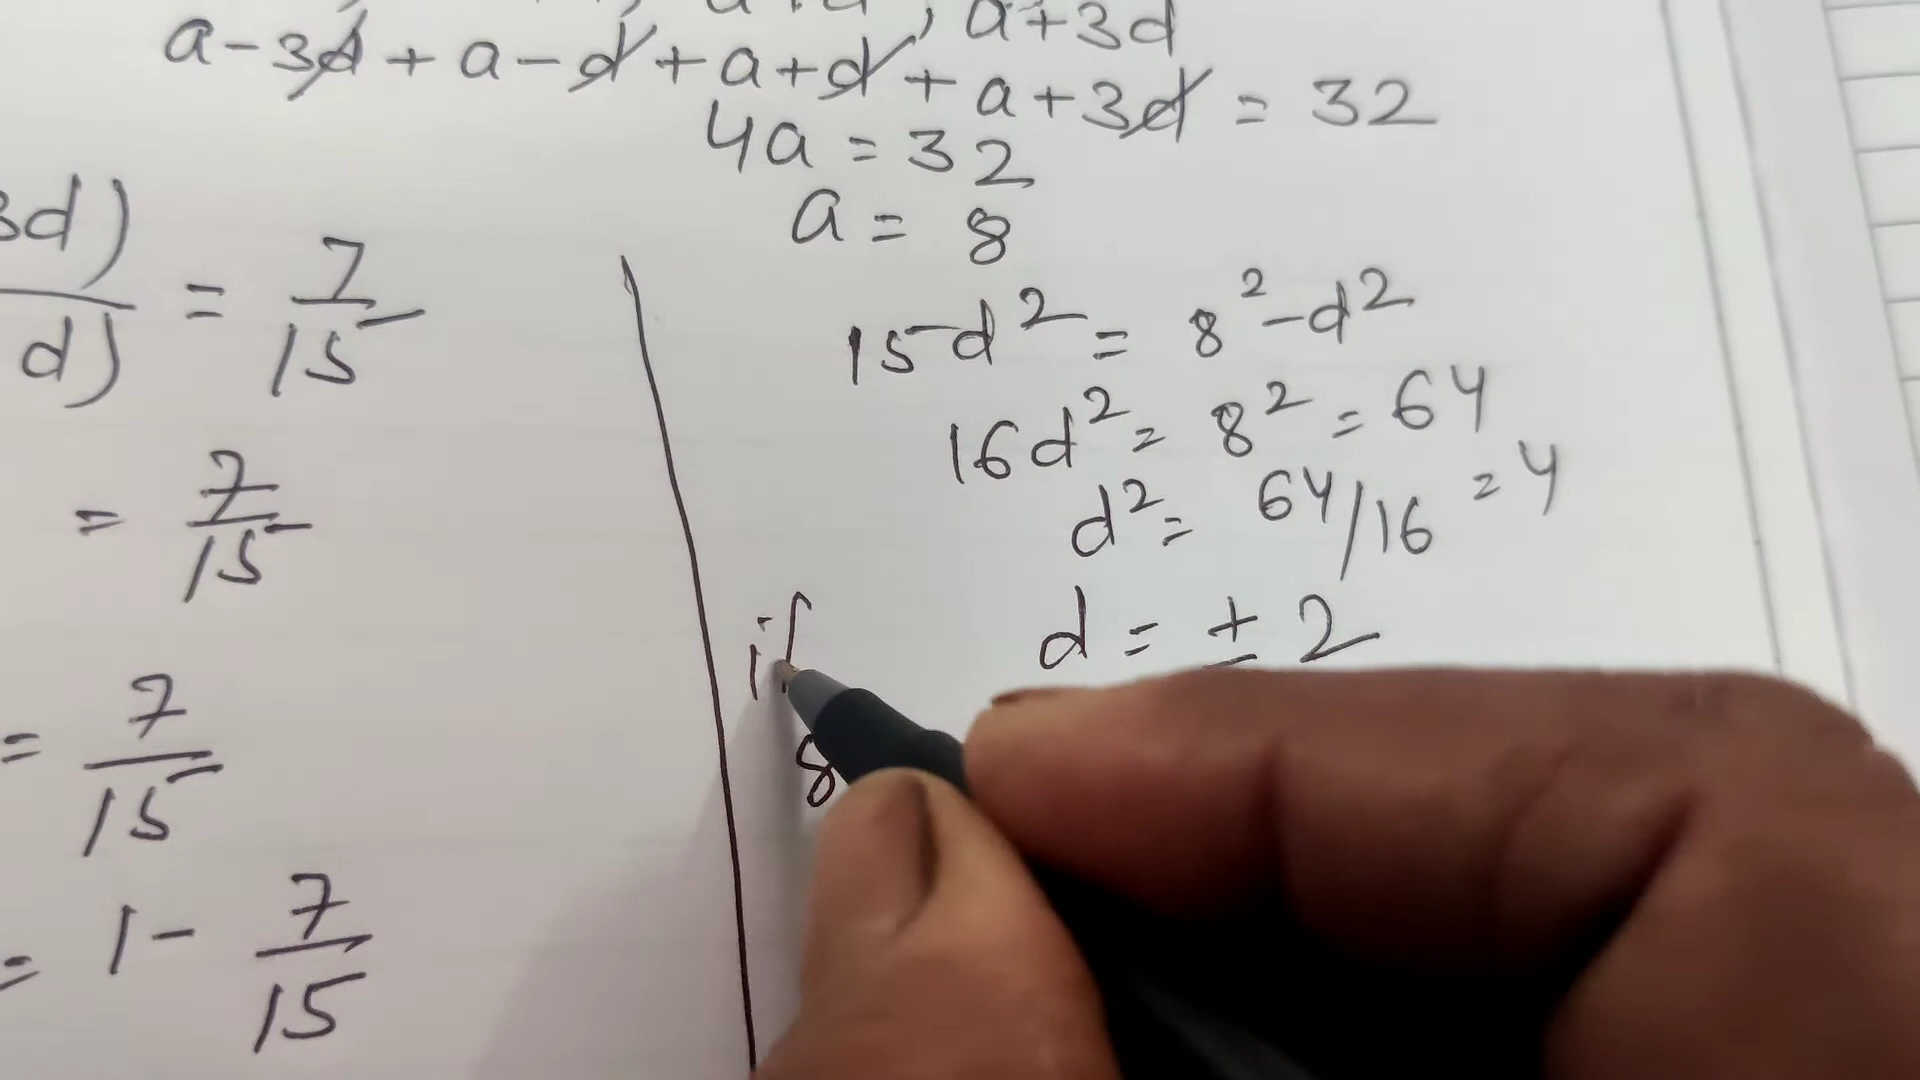 , a+3d
a-3d + a-d + a+d + a+3d = 32
4a = 32
a = 8
3d)
d)
= 7/15
= 7/15
= 7/15
= 1 - 7/15
15d² = 8²-d²
16d² = 8² = 64
d² = 64/16 = 4
d = ± 2
if
8